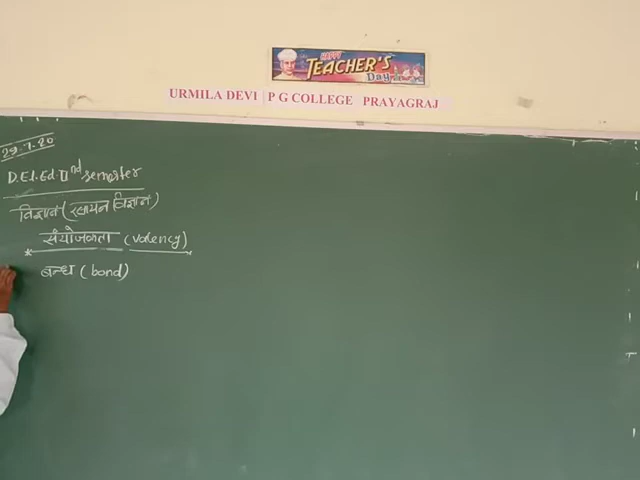 HAPPY
TEACHER'S
Day
URMILA DEVI P G COLLEGE PRAYAGRAJ
29.7.20
D.El.Ed. IInd semester
विज्ञान (रसायन विज्ञान)
संयोजकता (valency)
* *
बन्ध (bond)